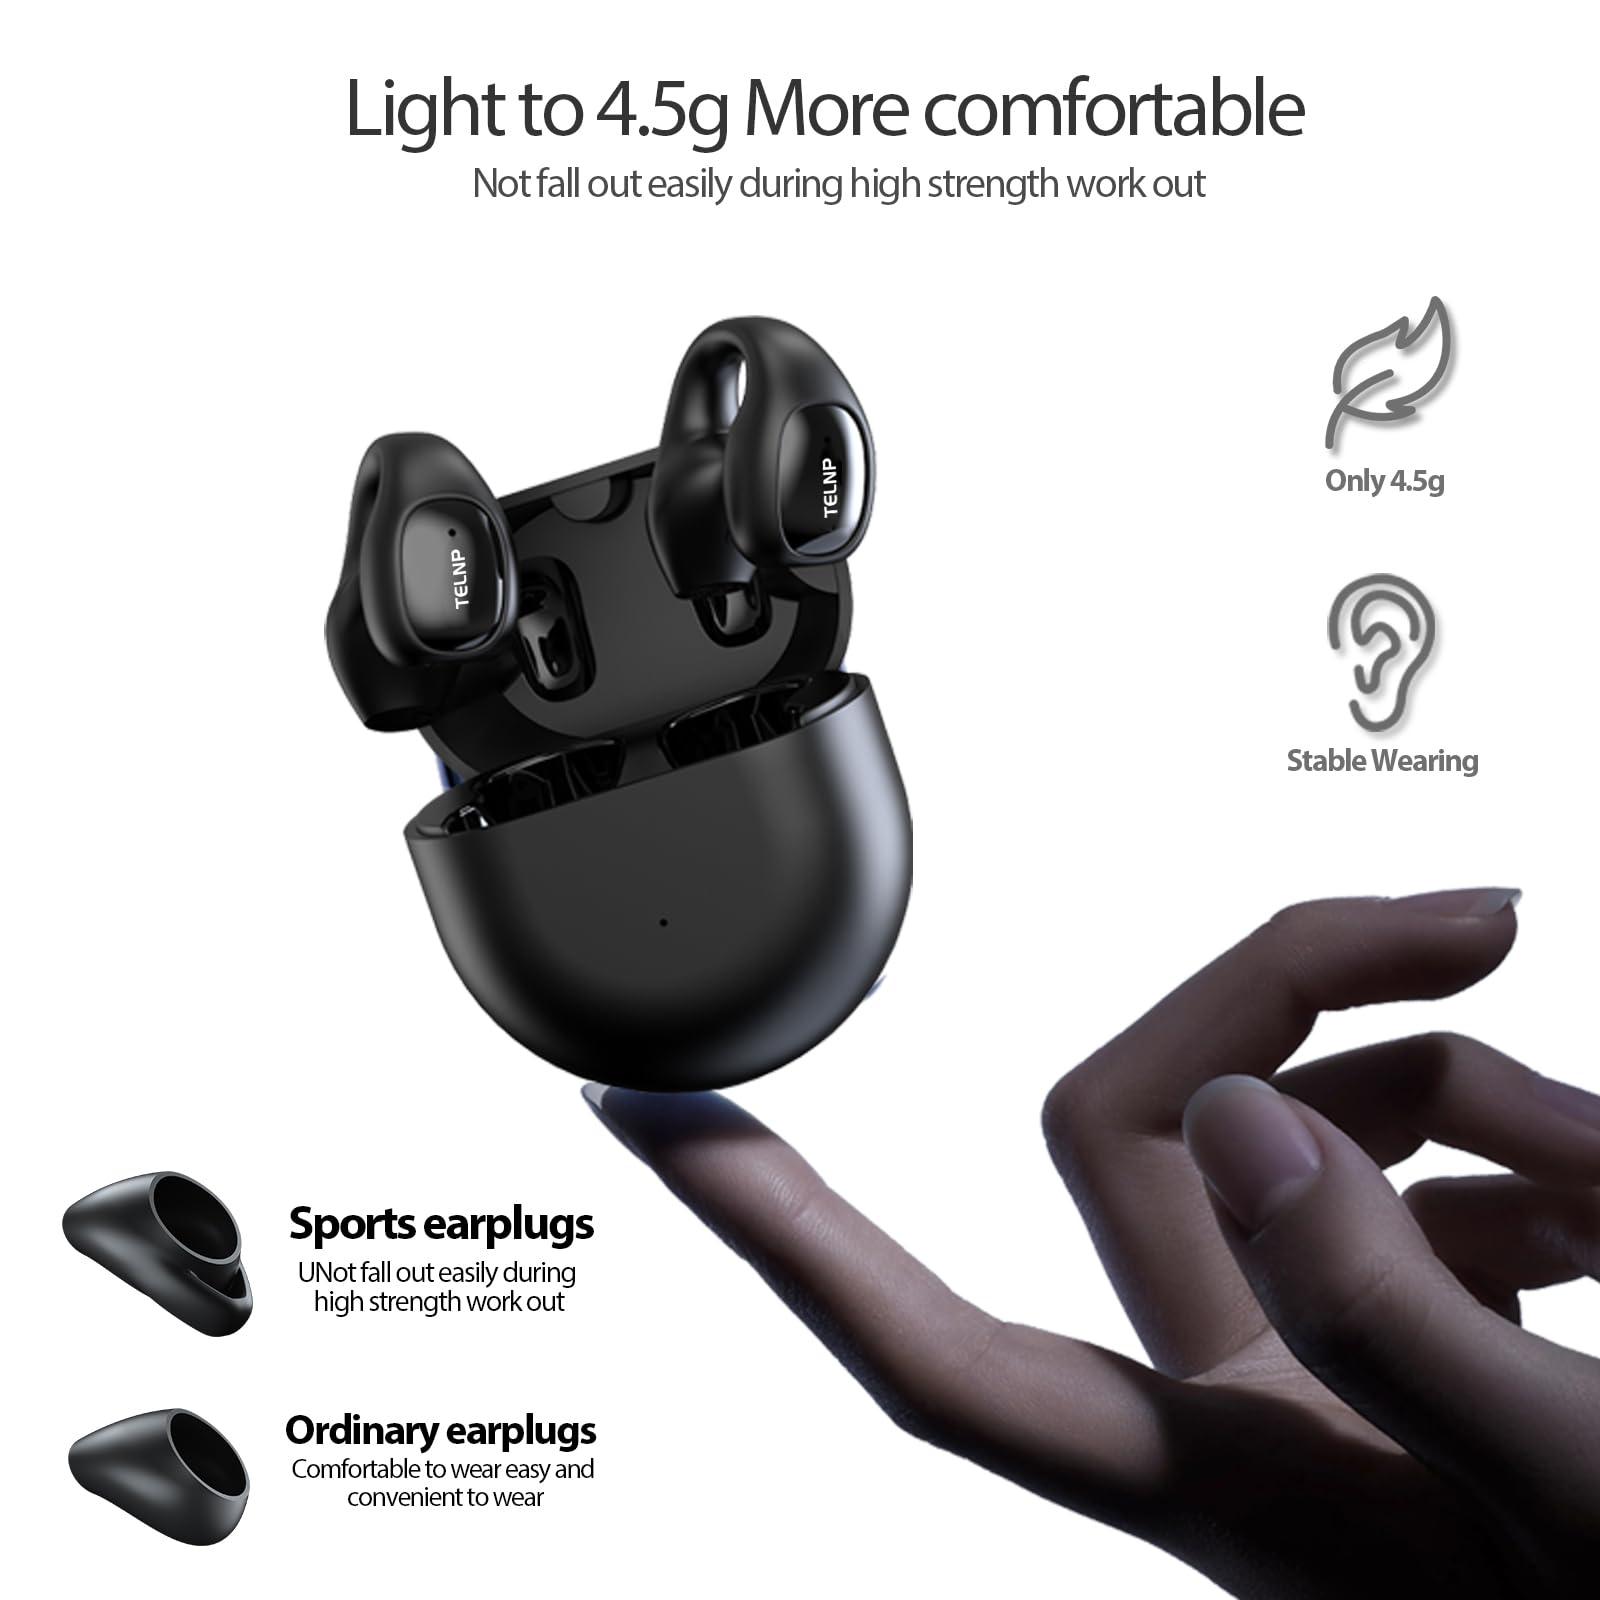 Light to 4.5g More comfortable
Not fall out easily during high strength work out
TELNP
TELNP
Only 4.5g
Stable Wearing
Sports earplugs
UNot fall out easily during
high strength work out
Ordinary earplugs
Comfortable to wear easy and
convenient to wear